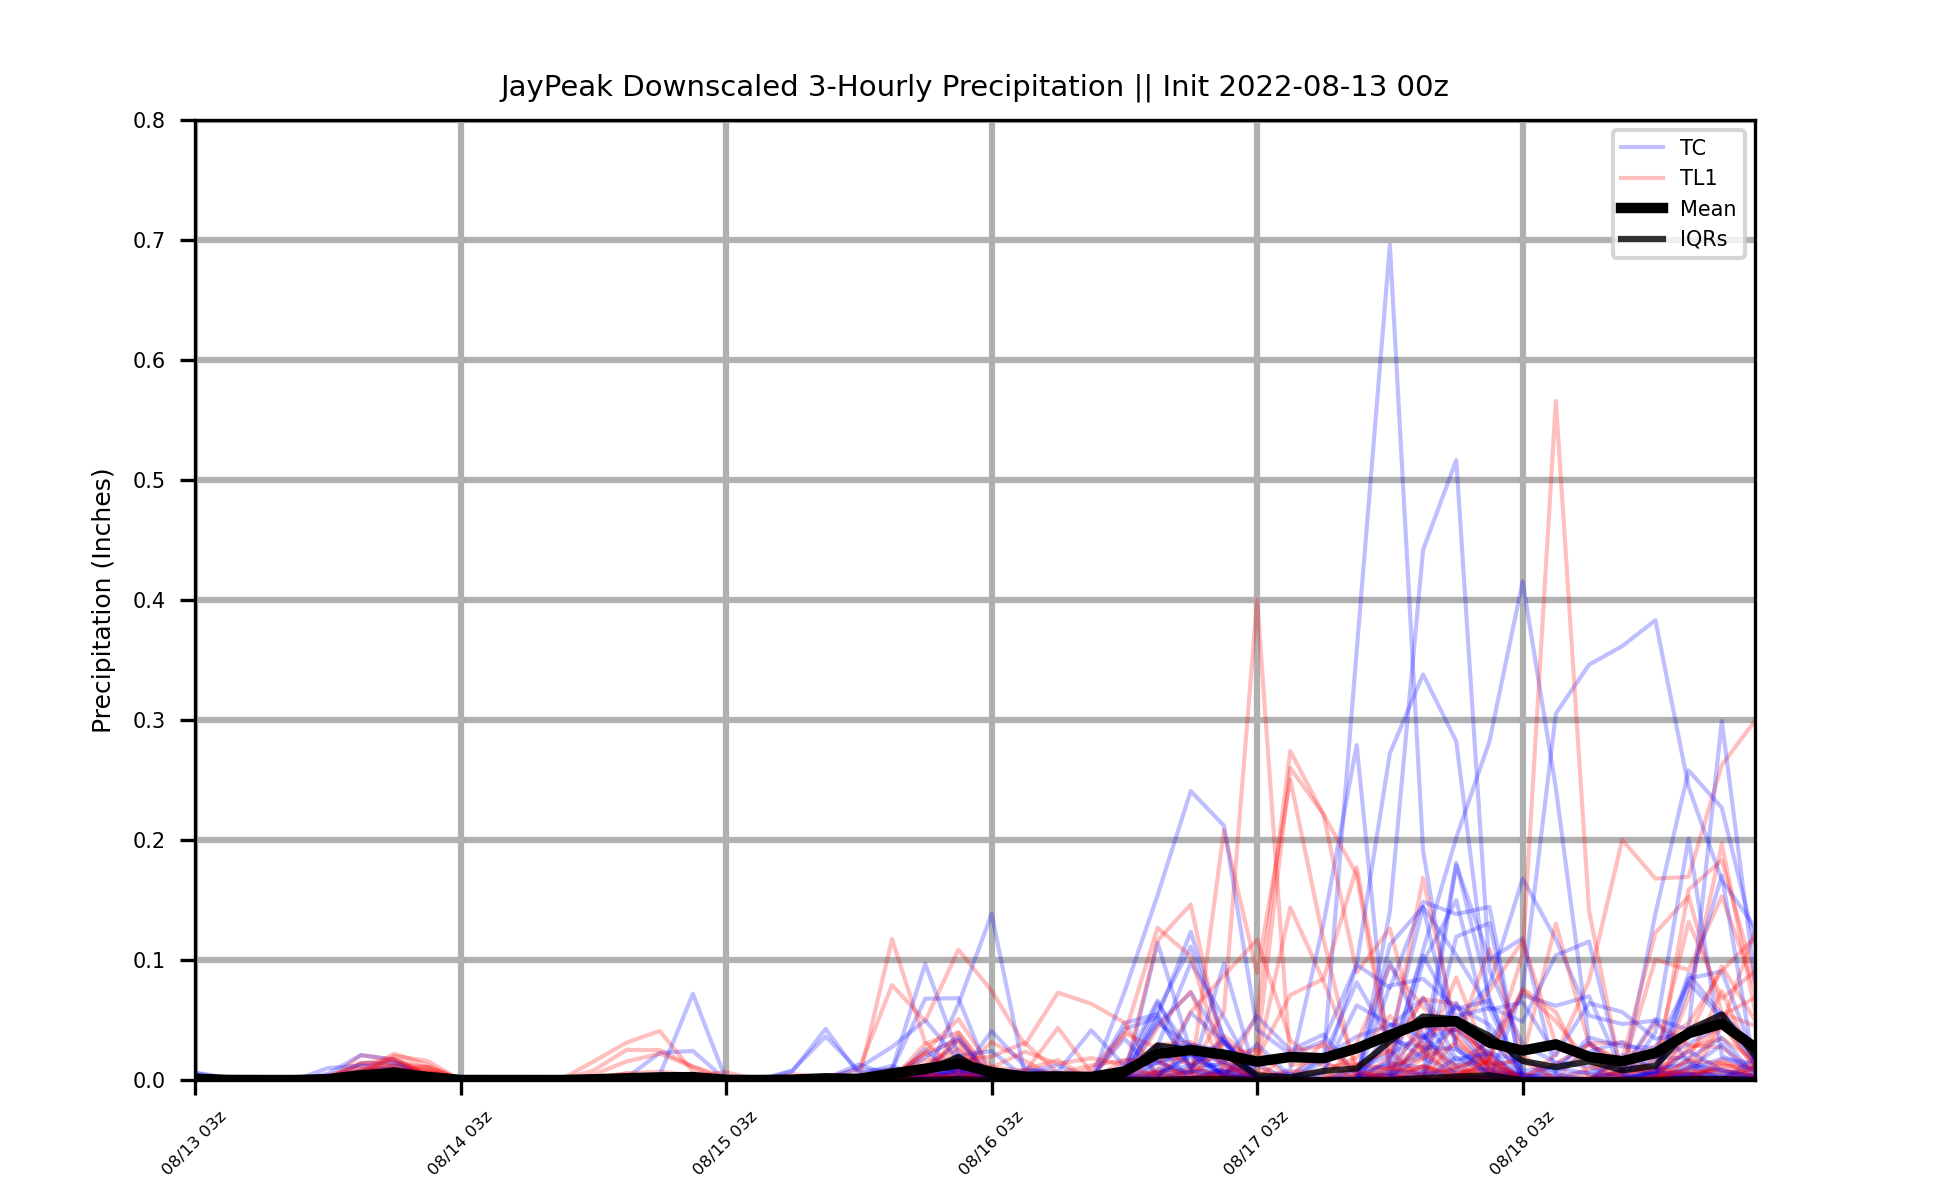 JayPeak Downscaled 3-Hourly Precipitation || Init 2022-08-13 00z
0.8
0.7
0.6
0.5
0.4
0.3
0.2
0.1
0.0
Precipitation (Inches)
TC
TL1
Mean
IQRs
08/13 03z
08/14 03z
08/15 03z
08/16 03z
08/17 03z
08/18 03z